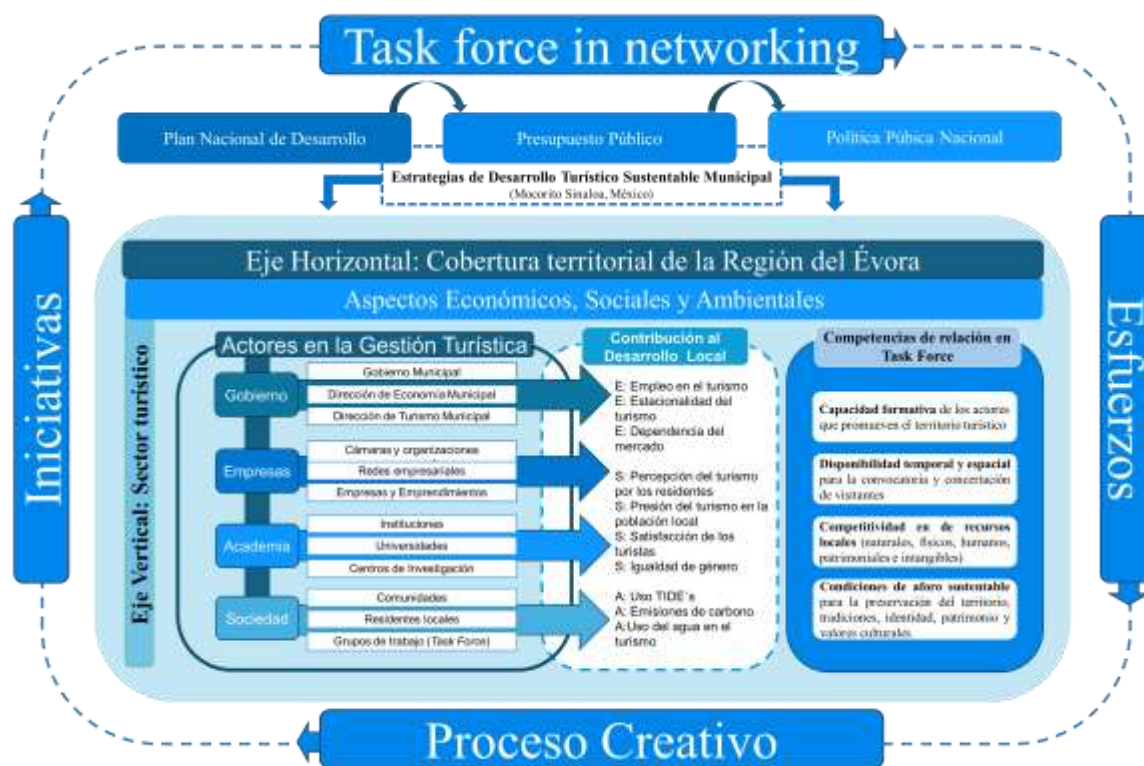 Task force in networking
Plan Nacional de Desarrollo
Presupuesto Público
Política Púbica Nacional
Estrategias de Desarrollo Turístico Sustentable Municipal
(Mocorito Sinaloa, México)
Iniciativas
Esfuerzos
Eje Horizontal: Cobertura territorial de la Región del Évora
Aspectos Económicos, Sociales y Ambientales
Eje Vertical: Sector turístico
Actores en la Gestión Turística
Gobierno
Gobierno Municipal
Dirección de Economía Municipal
Dirección de Turismo Municipal
Empresas
Cámaras y organizaciones
Redes empresariales
Empresas y Emprendimientos
Academia
Instituciones
Universidades
Centros de Investigación
Sociedad
Comunidades
Residentes locales
Grupos de trabajo (Task Force)
Contribución al
Desarrollo Local
E: Empleo en el turismo
E: Estacionalidad del
turismo
E: Dependencia del
mercado
S: Percepción del turismo
por los residentes
S: Presión del turismo en la
población local
S: Satisfacción de los
turistas
S: Igualdad de género
A: Uso TIDE´s
A: Emisiones de carbono
A:Uso del agua en el
turismo
Competencias de relación en
Task Force
Capacidad formativa de los actores
que promueven el territorio turístico
Disponibilidad temporal y espacial
para la convocatoria y concertación
de visitantes
Competitividad en de recursos
locales (naturales, físicos, humanos,
patrimoniales e intangibles)
Condiciones de aforo sustentable
para la preservación del territorio,
tradiciones, identidad, patrimonio y
valores culturales.
Proceso Creativo